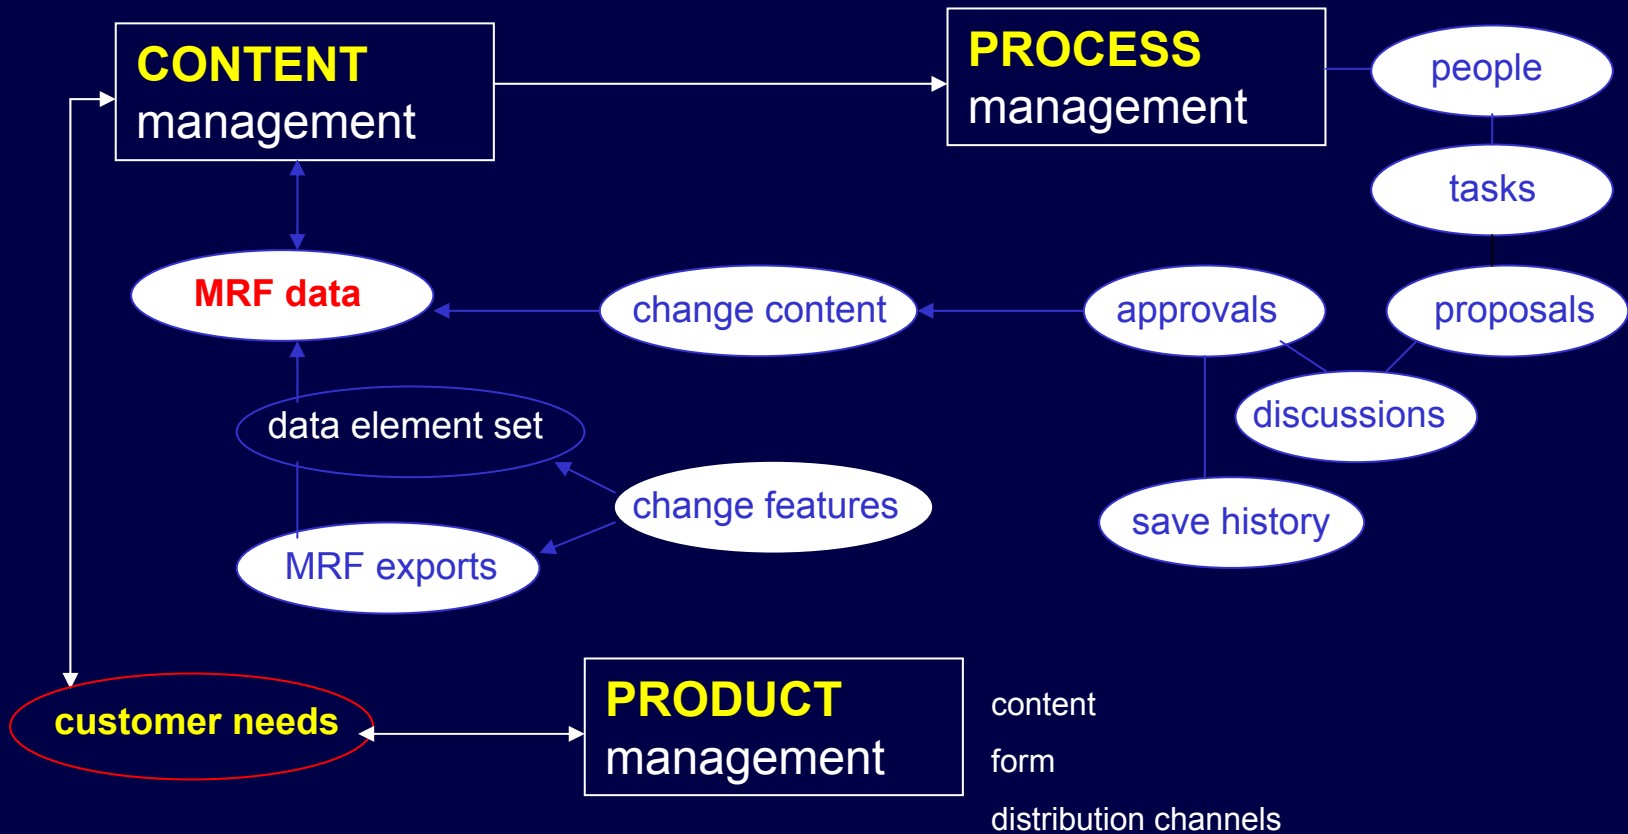 CONTENT
management
PROCESS
management
people
tasks
MRF data
change content
approvals
proposals
data element set
discussions
change features
save history
MRF exports
customer needs
PRODUCT
management
content
form
distribution channels